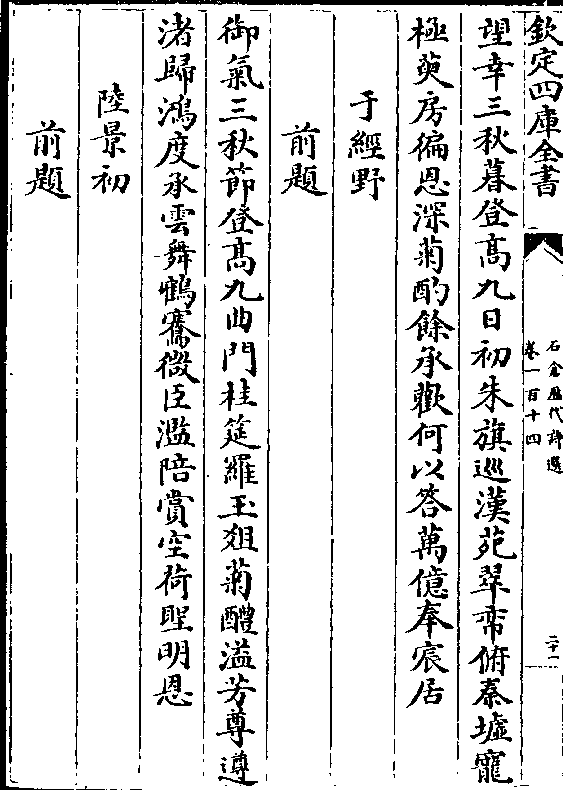 欽定四庫全書
石倉歷代詩選
卷一百十四
二十一
望幸三秋暮登髙九日初朱旗巡漢苑翠帟俯秦墟寵
極萸房徧恩深菊酌餘承歡何以答萬億奉宸居
于經野
前題
御氣三秋節登髙九曲門桂筵羅玉俎菊醴溢芳尊遵
渚歸鴻度承雲舞鶴騫微臣濫陪賞空荷聖明恩
陸景初
前題